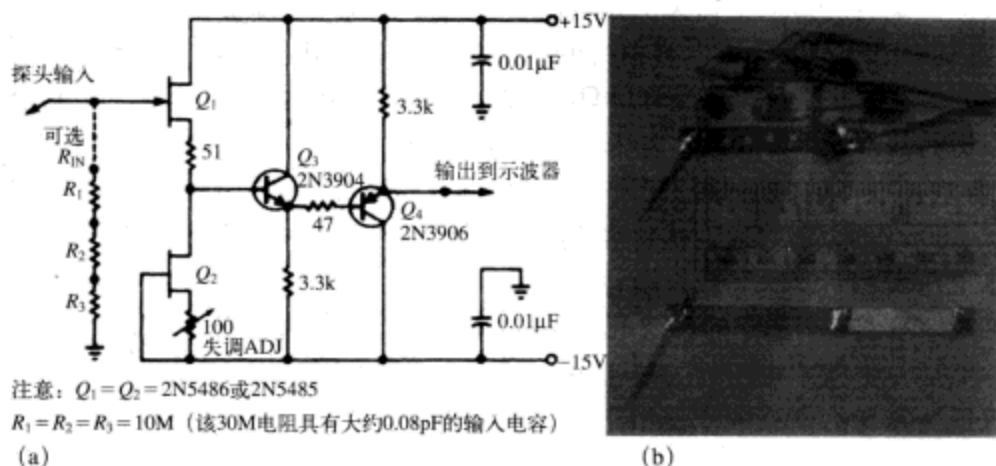 +15V
探头输入
0.01μF
Q₁
3.3k
可选
R_IN
51
Q₃
输出到示波器
R₁
2N3904
Q₄
47
2N3906
R₂
Q₂
3.3k
R₃
100
0.01μF
失调ADJ
−15V
注意：Q₁=Q₂=2N5486或2N5485
R₁=R₂=R₃=10M（该30M电阻具有大约0.08pF的输入电容）
(a)
(b)